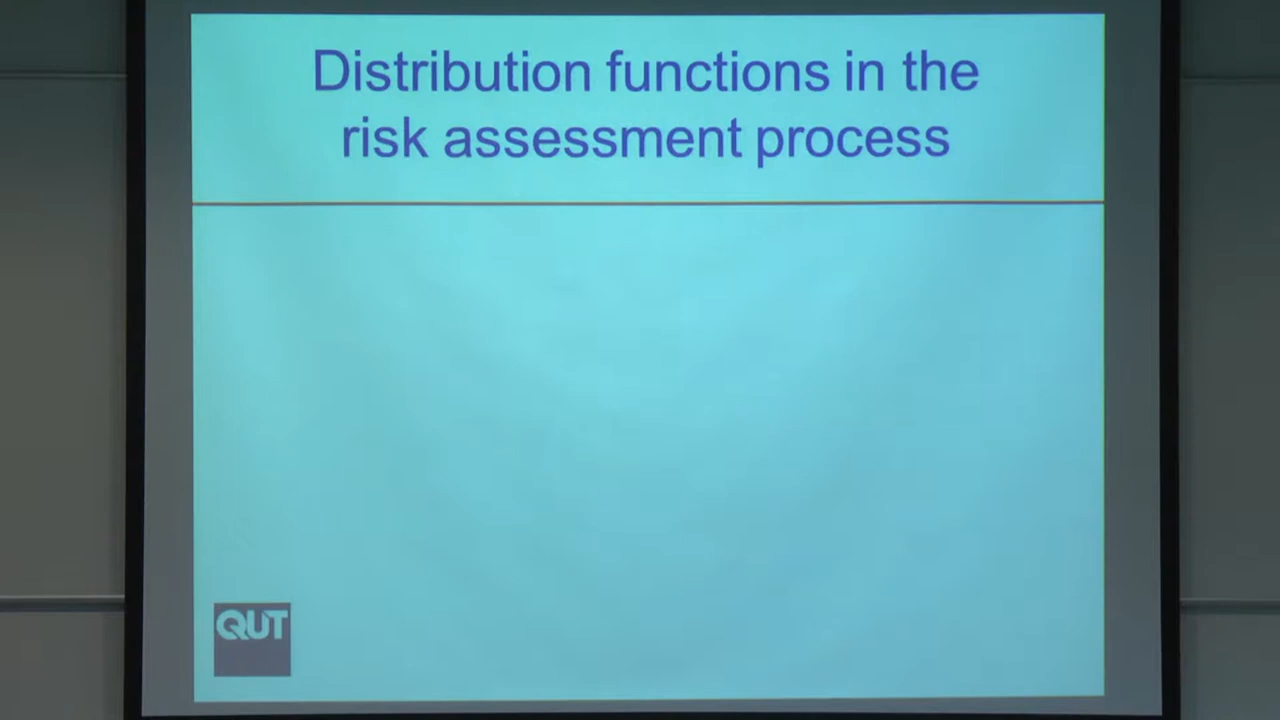 Distribution functions in the
risk assessment process
QUT